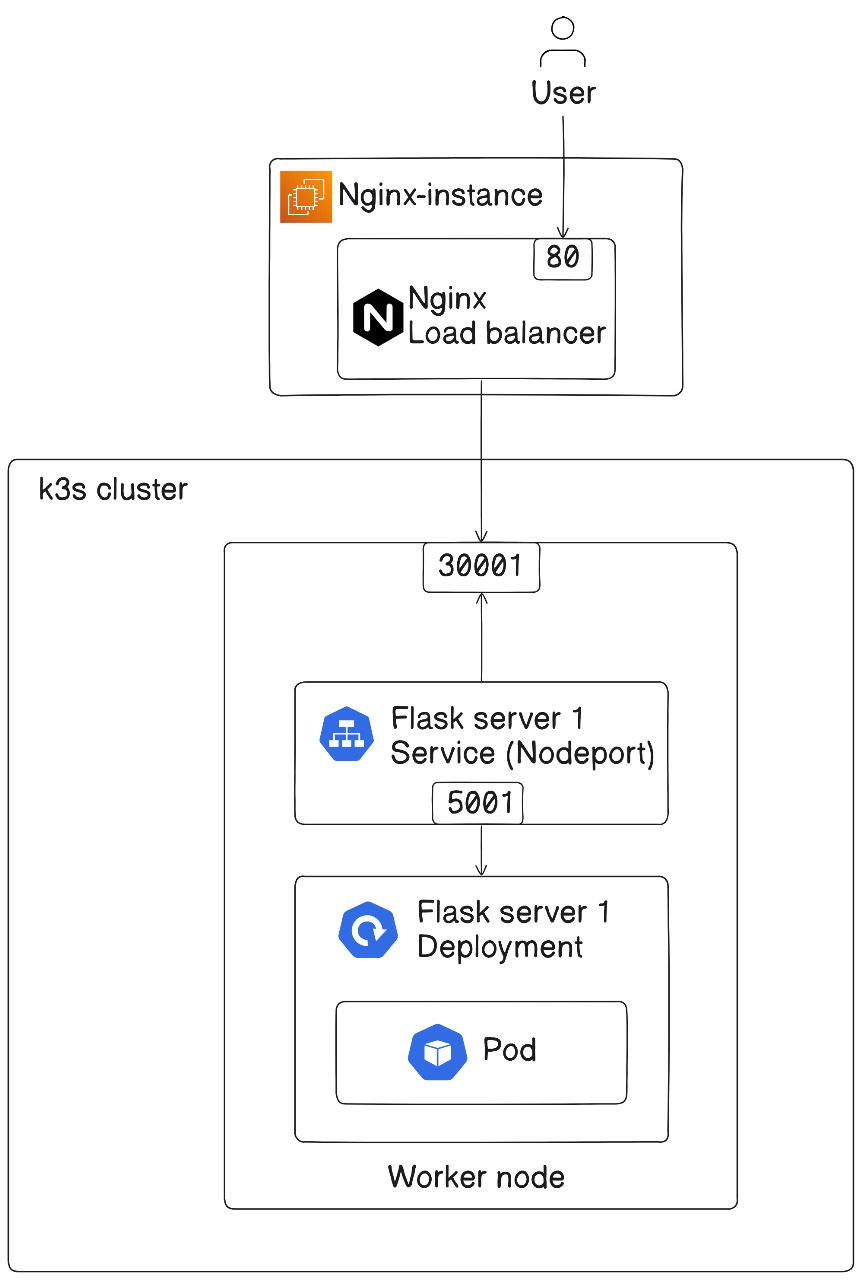 User
Nginx-instance
80
Nginx
Load balancer
k3s cluster
30001
Flask server 1
Service (Nodeport)
5001
Flask server 1
Deployment
Pod
Worker node